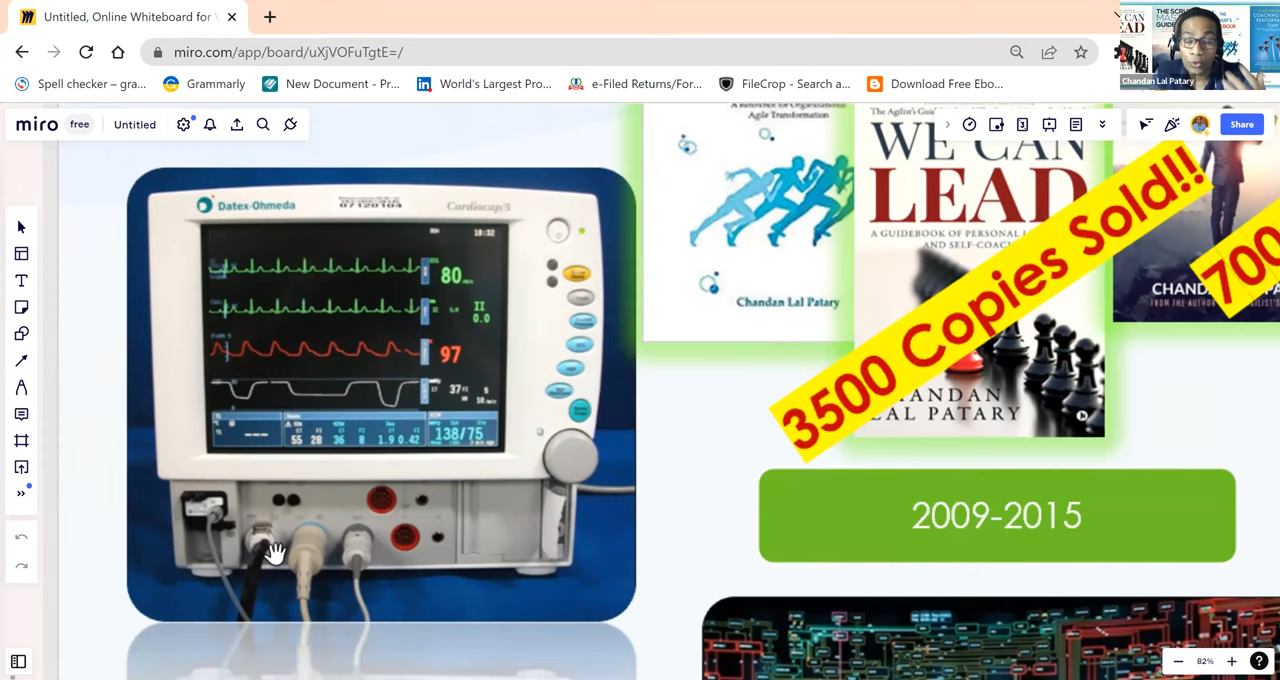 Untitled, Online Whiteboard for
miro.com/app/board/uXjVOFuTgtE=/
Spell checker – gra...
Grammarly
New Document - Pr...
World's largest Pro...
e-Filed Returns/For...
FileCrop - Search a...
Download Free Ebo...
Chandan Lal Patary
miro
free
Untitled
Share
Datex-Ohmeda
Cardiocap/5
18:32
80
II
0.0
97
37
55 28 36 8 1.9 0.42
138/75
A Reference for Organizational
Agile Transformation
Chandan Lal Patary
The Agilist's
WE CAN
LEAD
A GUIDEBOOK OF PERSONAL
AND SELF-COAC
3500 Copies Sold!!
CHANDAN
LAL PATARY
700
CHAND
FROM THE AUTHOR
2009-2015
82%